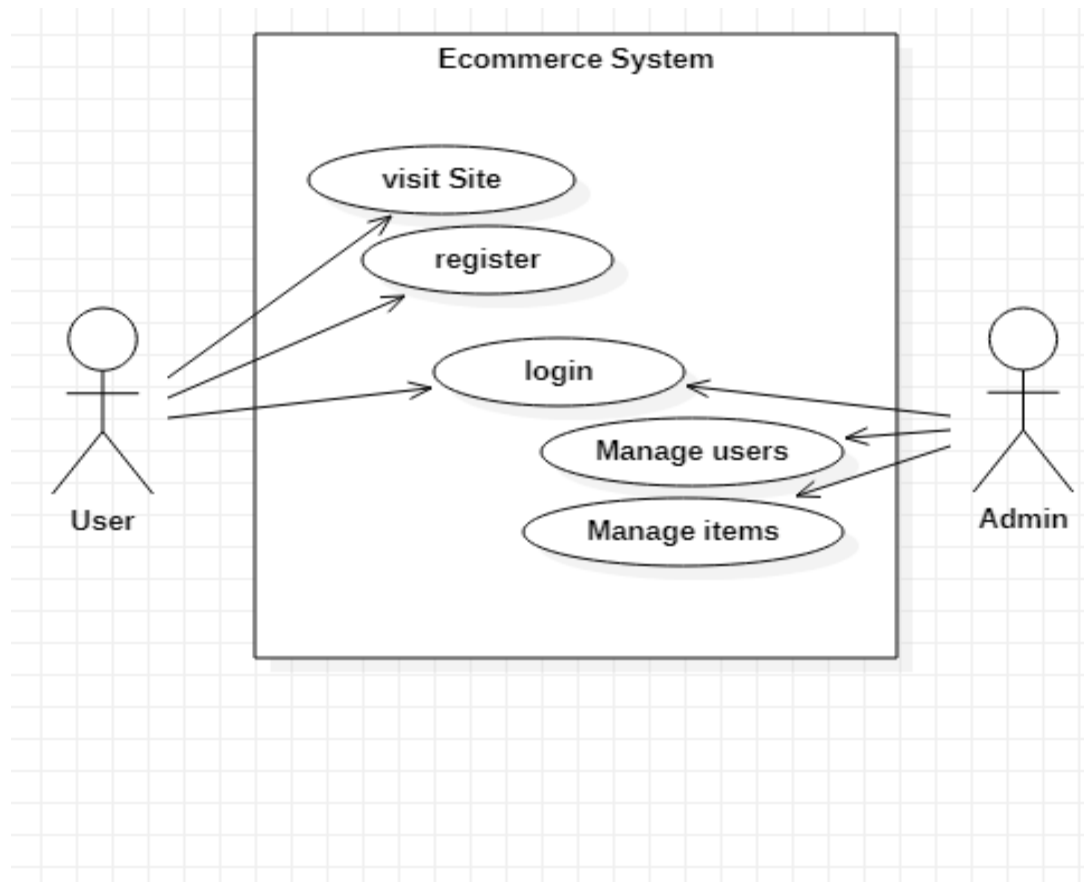 Ecommerce System
visit Site
register
login
Manage users
Manage items
User
Admin